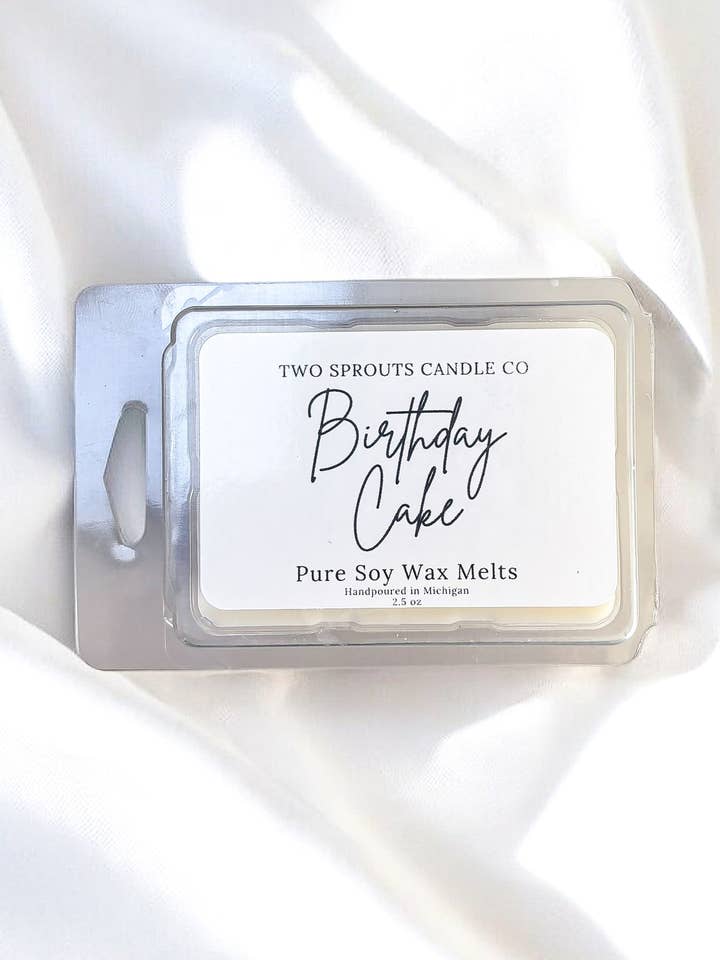 TWO SPROUTS CANDLE CO
Birthday
Cake
Pure Soy Wax Melts
Handpoured in Michigan
2.5 oz